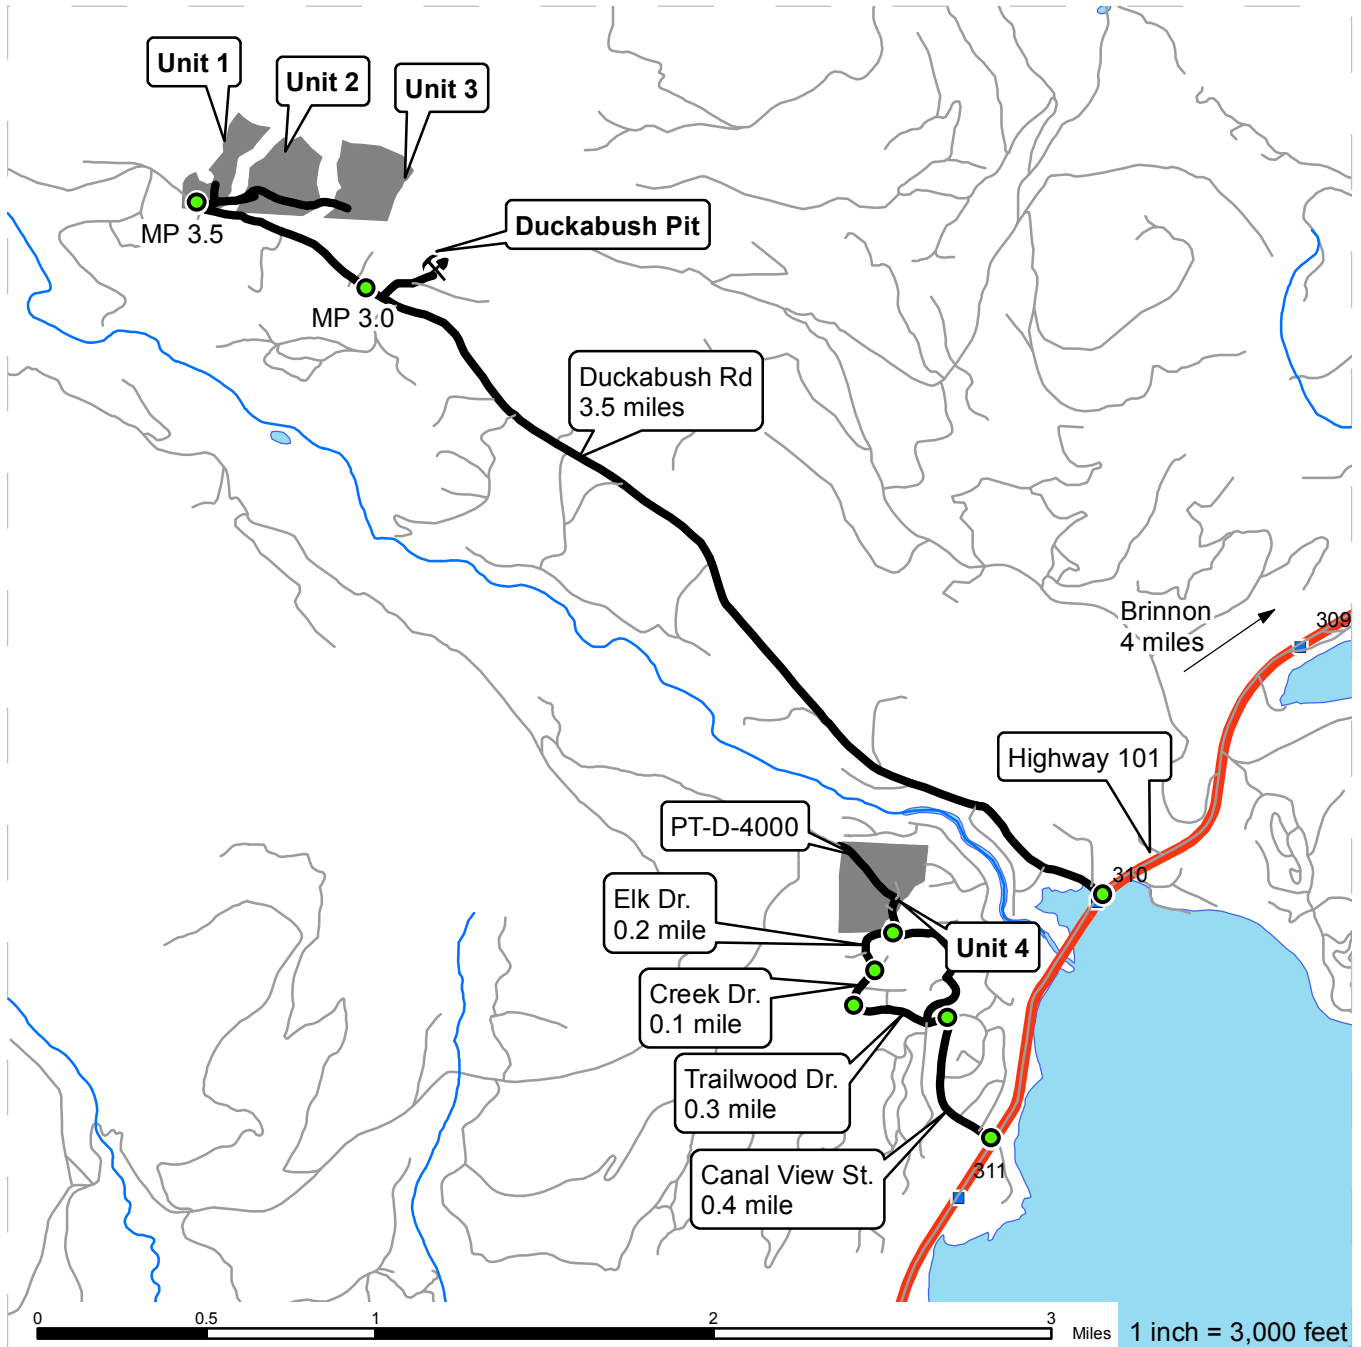 Unit 1
Unit 2
Unit 3
MP 3.5
Duckabush Pit
MP 3.0
Duckabush Rd
3.5 miles
Brinnon
4 miles
309
Highway 101
PT-D-4000
310
Elk Dr.
0.2 mile
Unit 4
Creek Dr.
0.1 mile
Trailwood Dr.
0.3 mile
311
Canal View St.
0.4 mile
0 0.5 1 2 3
Miles
1 inch = 3,000 feet